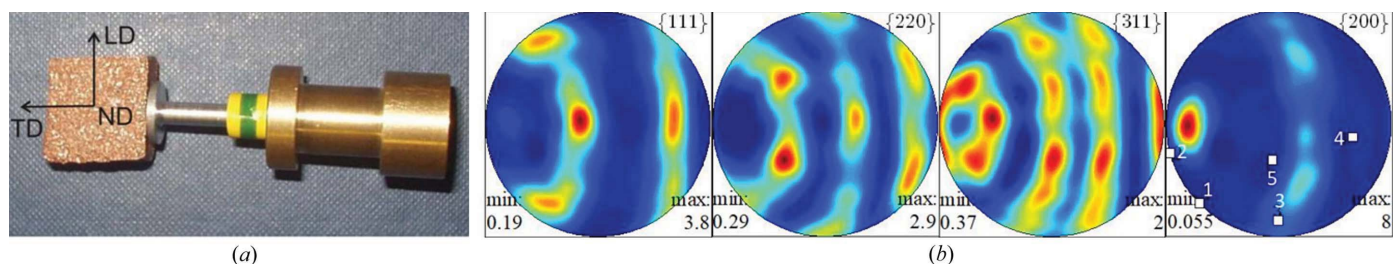 LD
ND
TD
(a)
{111}
min:
0.19
max:
3.8
{220}
min:
0.29
max:
2.9
{311}
min:
0.37
max:
2
{200}
min:
0.055
max:
8
1
2
3
4
5
(b)